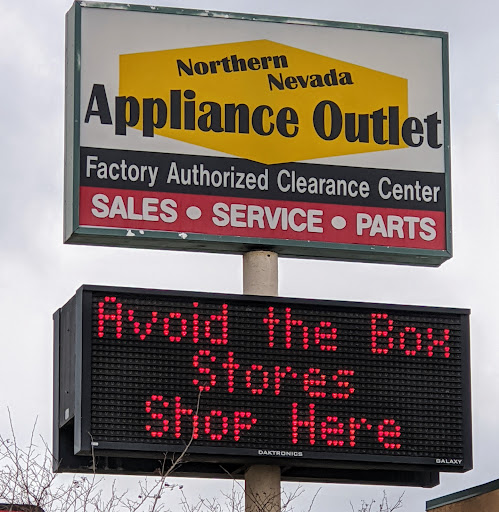 Northern
Nevada
Appliance Outlet
Factory Authorized Clearance Center
SALES • SERVICE • PARTS
Avoid the Box
Stores
Shop Here
DAKTRONICS
GALAXY